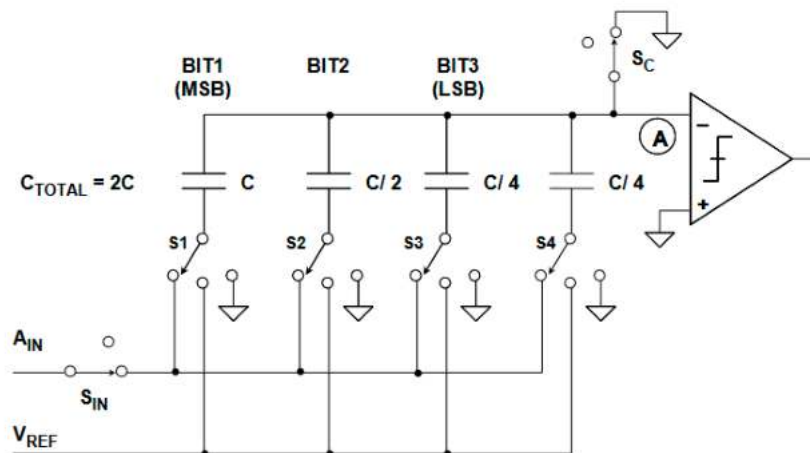 BIT1
(MSB)
BIT2
BIT3
(LSB)
S_C
A
C_TOTAL = 2C
C
C/ 2
C/ 4
C/ 4
–
+
S1
S2
S3
S4
A_IN
S_IN
V_REF